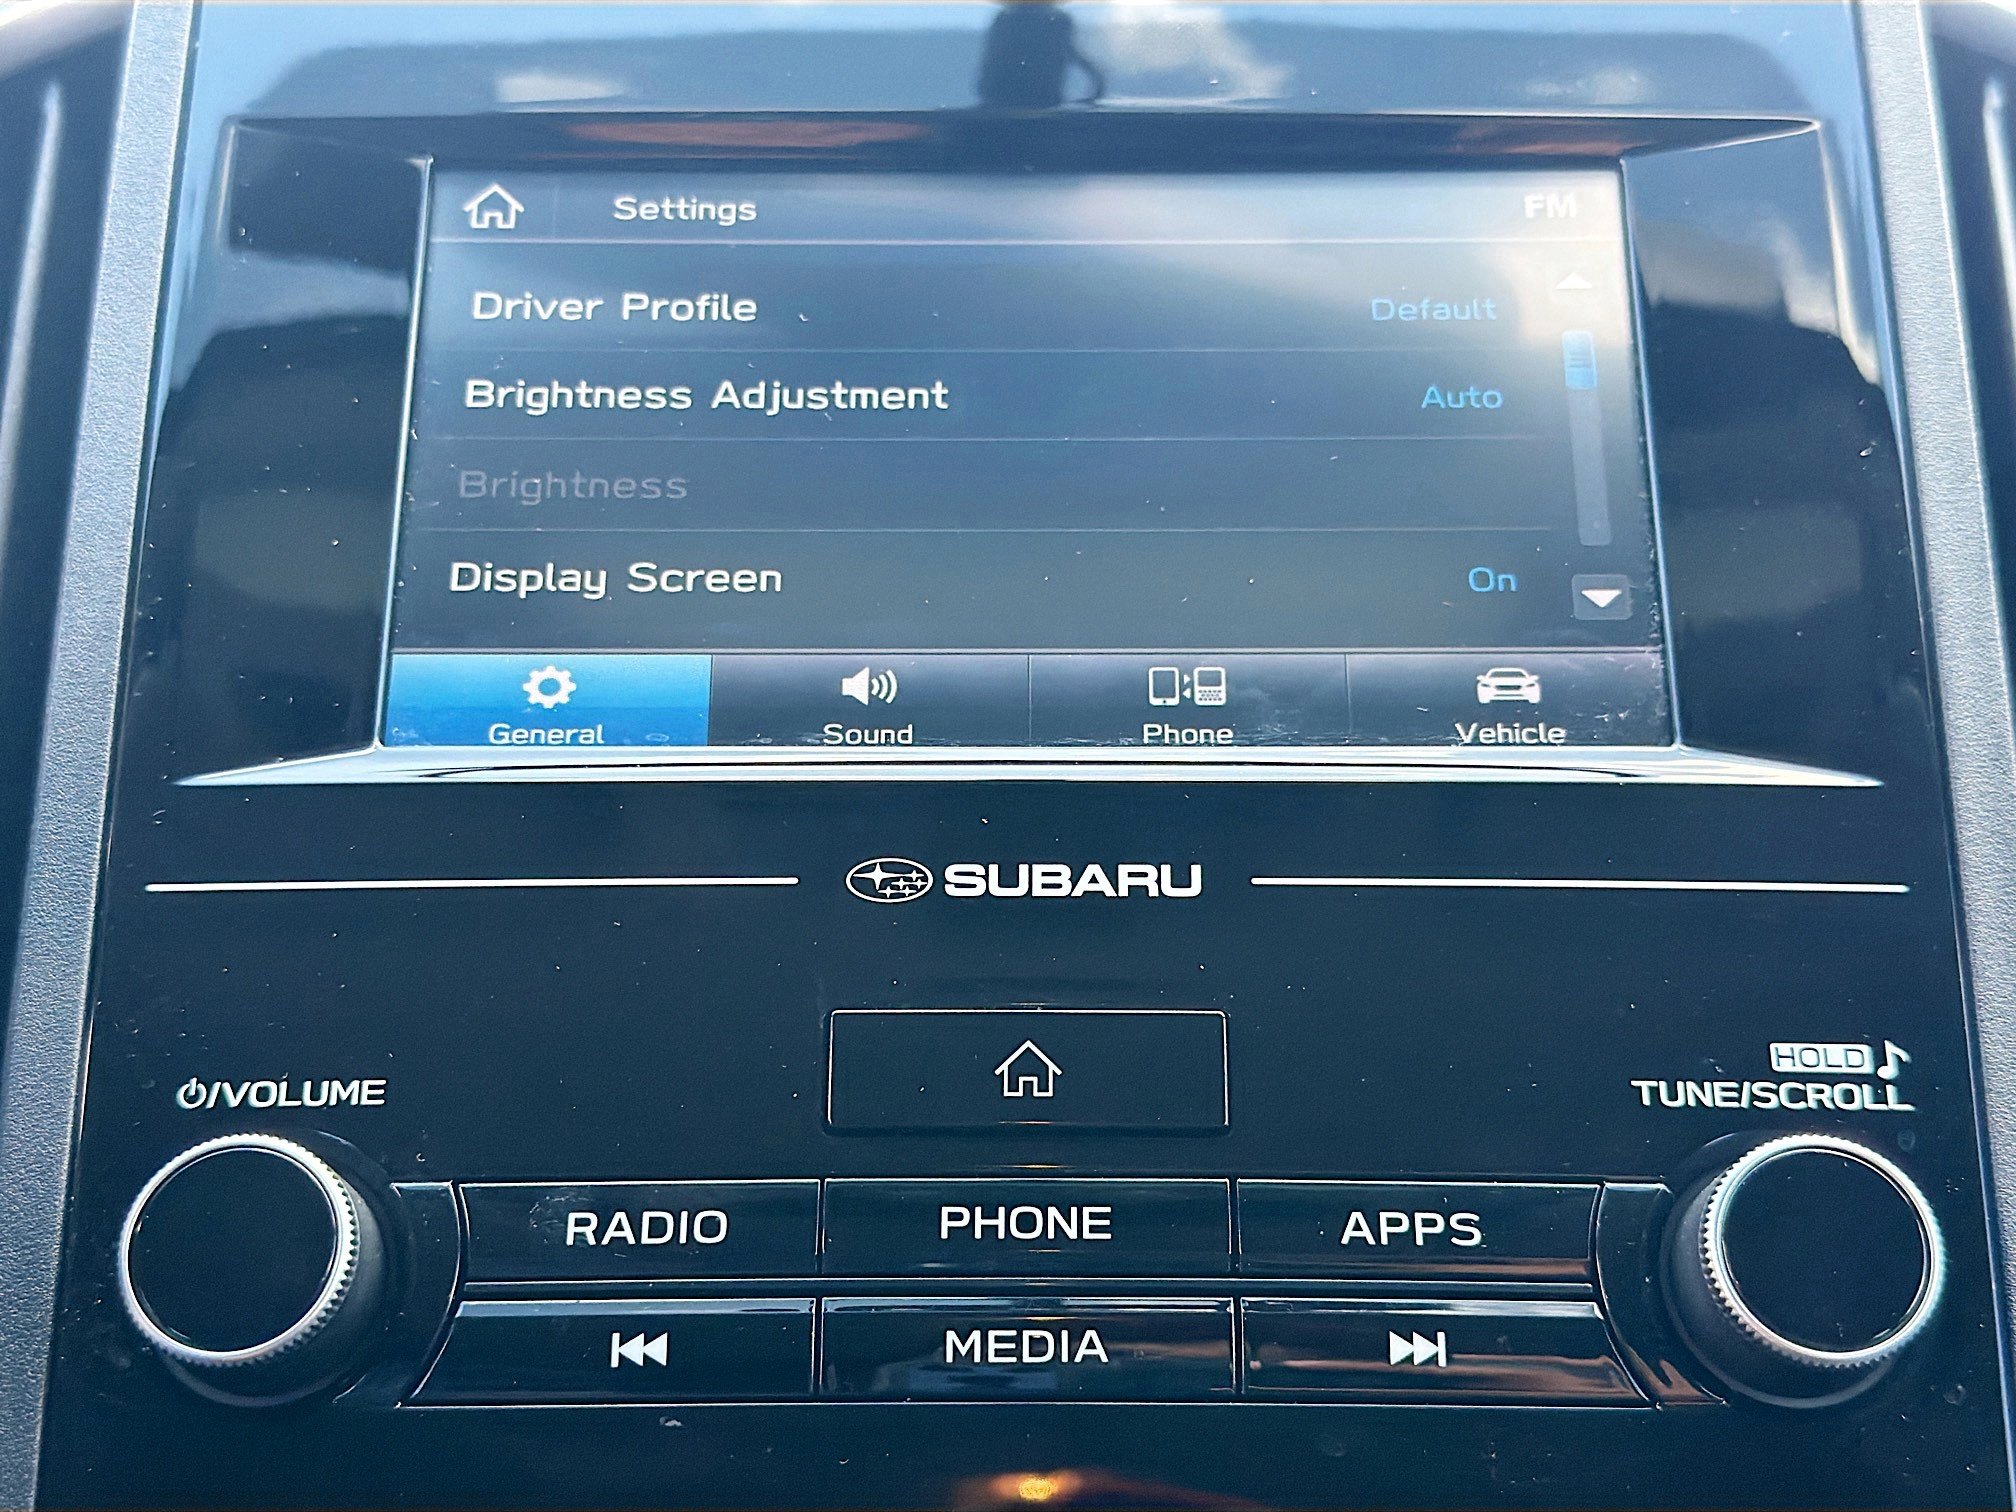 Settings FM
Driver Profile Default
Brightness Adjustment Auto
Brightness
Display Screen On
General Sound Phone Vehicle
SUBARU
HOLD
/VOLUME TUNE/SCROLL
RADIO PHONE APPS
MEDIA